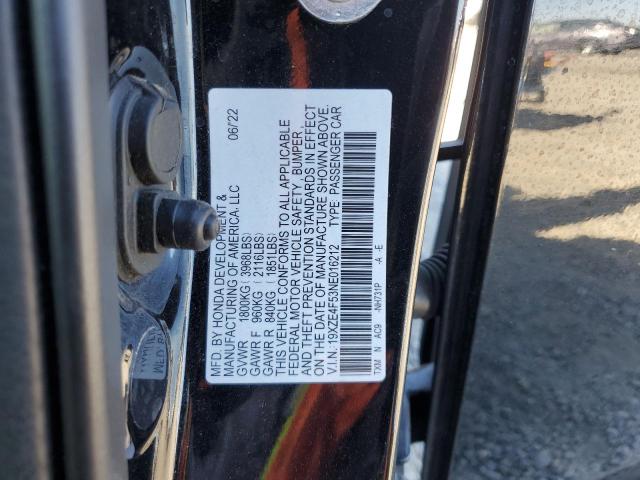 MFD. BY HONDA DEVELOPMENT & 06/22
MANUFACTURING OF AMERICA, LLC
GVWR 1800KG (3968LBS)
GAWR F 960KG (2116LBS)
GAWR R 840KG (1851LBS)
THIS VEHICLE CONFORMS TO ALL APPLICABLE
FEDERAL MOTOR VEHICLE SAFETY, BUMPER,
AND THEFT PREVENTION STANDARDS IN EFFECT
ON THE DATE OF MANUFACTURE SHOWN ABOVE.
V.I.N.: 19XZE4F53NE016212 TYPE: PASSENGER CAR
TXM N AC9 -NH731P -A -E